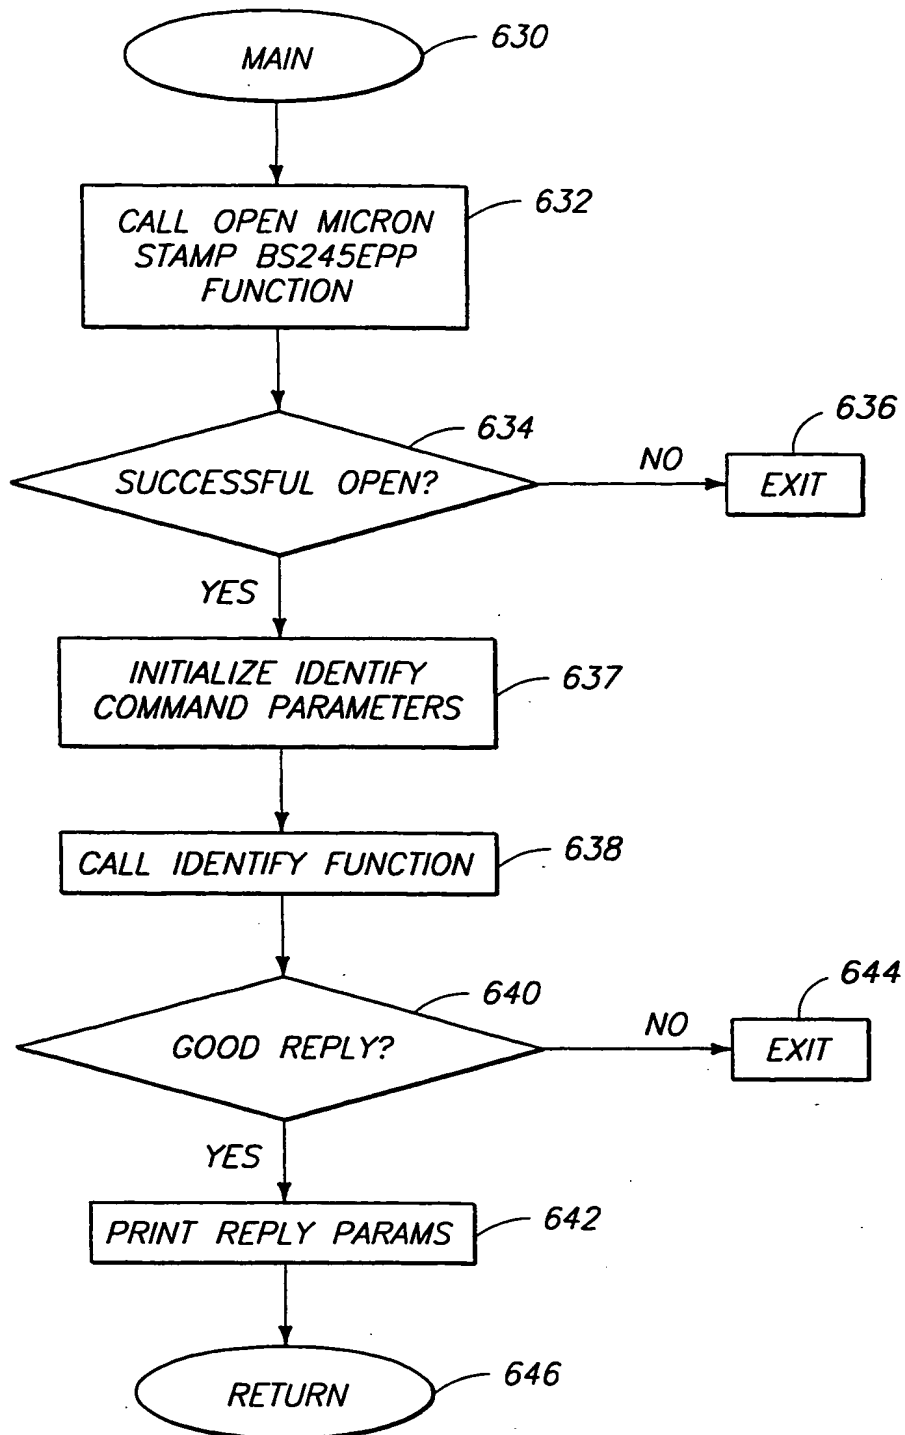 MAIN
630
CALL OPEN MICRON
STAMP BS245EPP
FUNCTION
632
SUCCESSFUL OPEN?
634
NO
EXIT
636
YES
INITIALIZE IDENTIFY
COMMAND PARAMETERS
637
CALL IDENTIFY FUNCTION
638
GOOD REPLY?
640
NO
EXIT
644
YES
PRINT REPLY PARAMS
642
RETURN
646